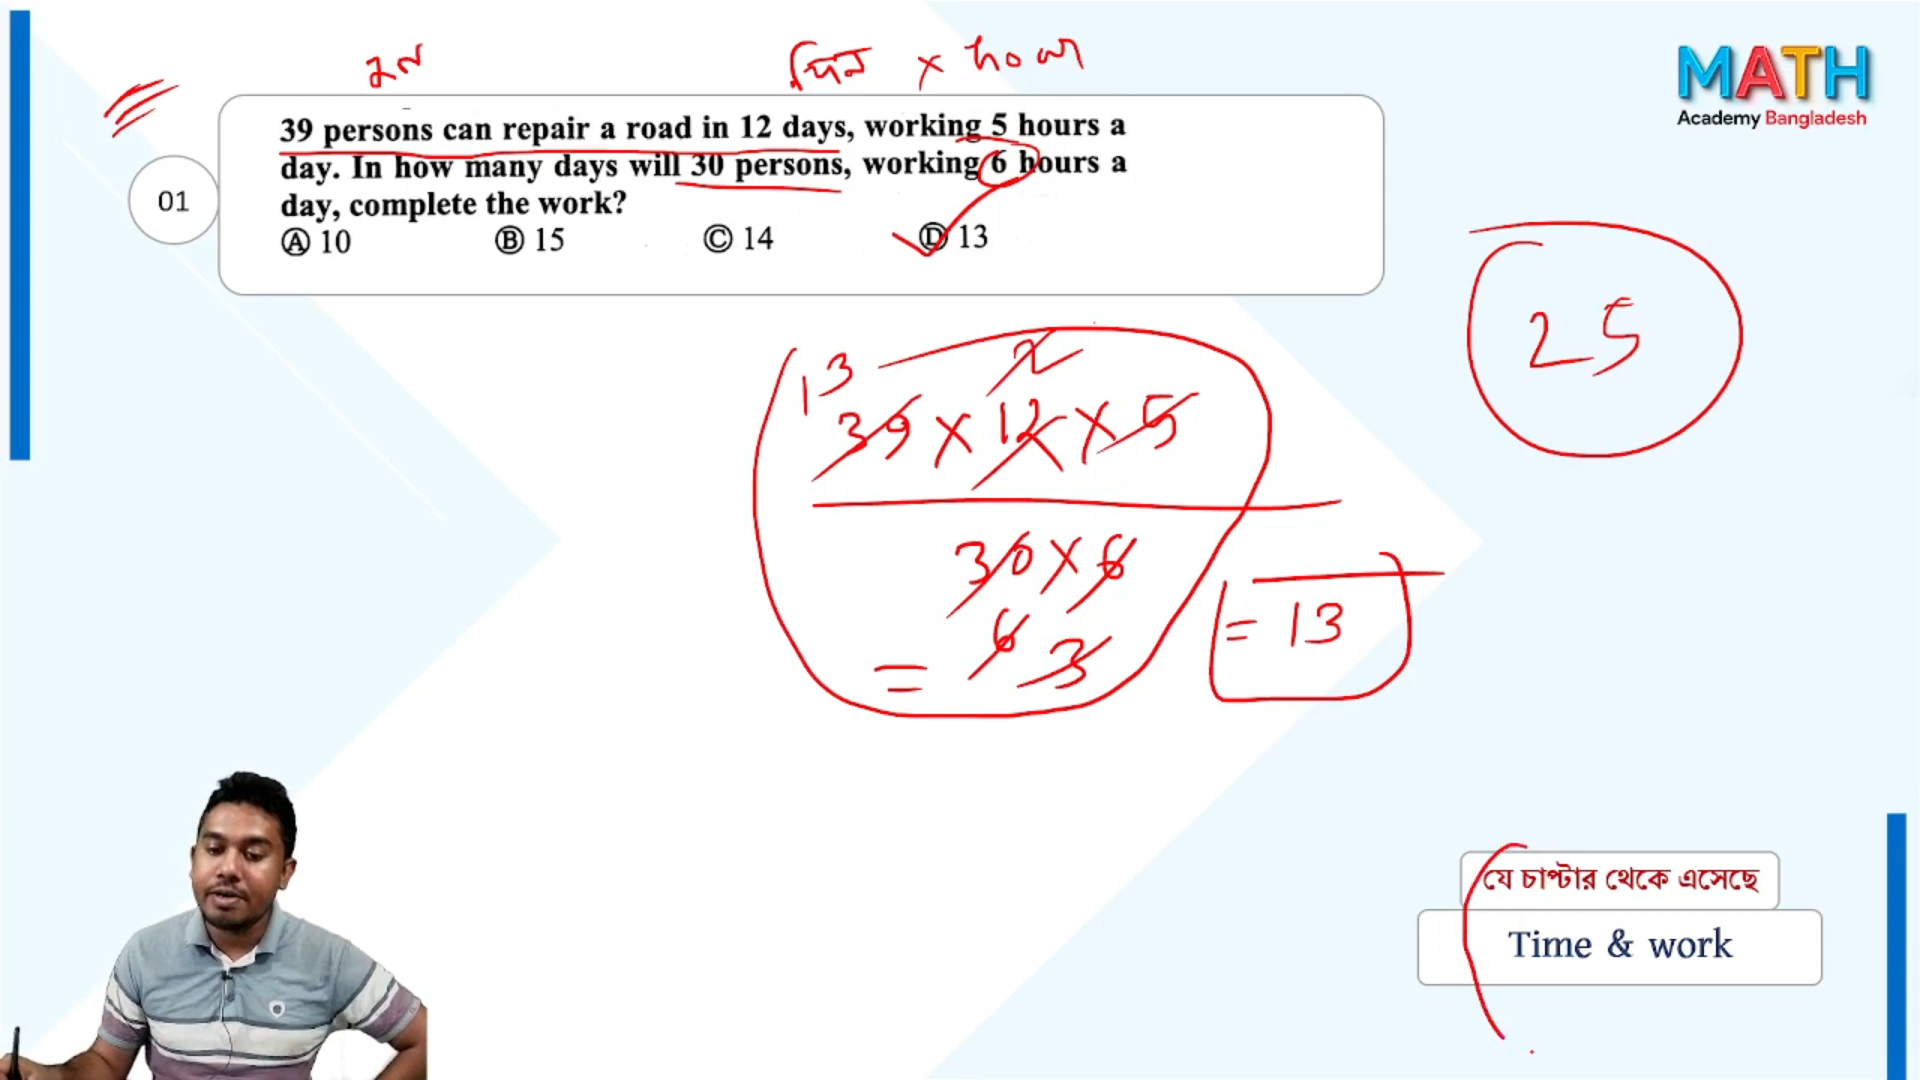 জন
দিন × hour
MATH
Academy Bangladesh
01
39 persons can repair a road in 12 days, working 5 hours a
day. In how many days will 30 persons, working 6 hours a
day, complete the work?
Ⓐ 10 Ⓑ 15 Ⓒ 14 Ⓓ 13
25
13 2
39 × 12 × 5
30 × 6
6 3
=
= 13
যে চাপ্টার থেকে এসেছে
Time & work